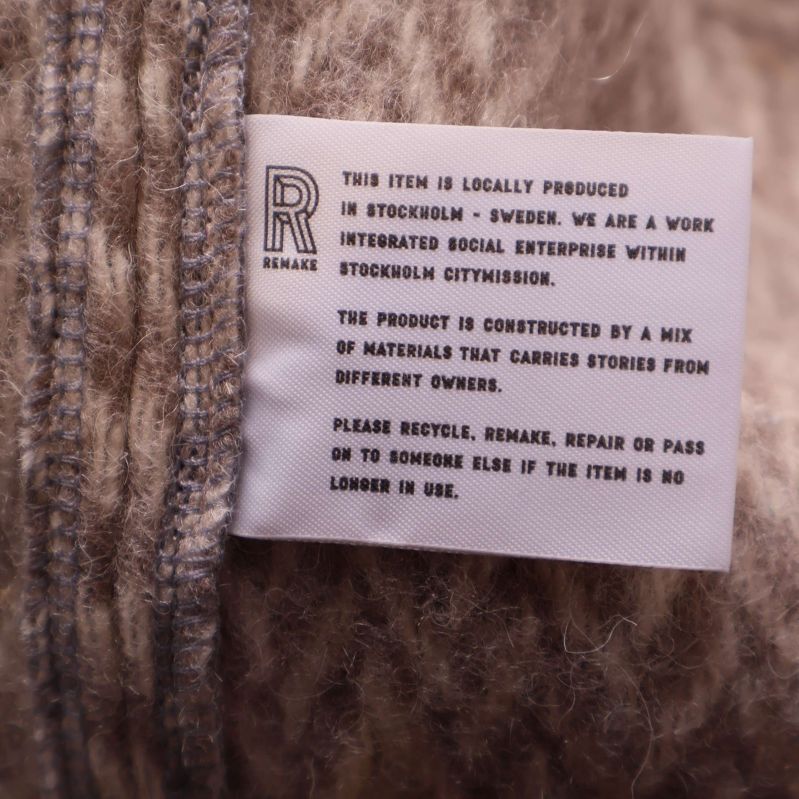 R
REMAKE
THIS ITEM IS LOCALLY PRODUCED
IN STOCKHOLM - SWEDEN. WE ARE A WORK
INTEGRATED SOCIAL ENTERPRISE WITHIN
STOCKHOLM CITYMISSION.
THE PRODUCT IS CONSTRUCTED BY A MIX
OF MATERIALS THAT CARRIES STORIES FROM
DIFFERENT OWNERS.
PLEASE RECYCLE, REMAKE, REPAIR OR PASS
ON TO SOMEONE ELSE IF THE ITEM IS NO
LONGER IN USE.